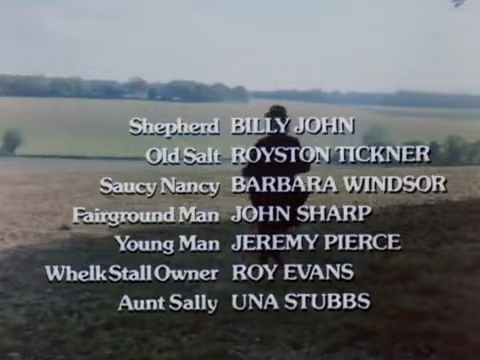 Shepherd BILLY JOHN
Old Salt ROYSTON TICKNER
Saucy Nancy BARBARA WINDSOR
Fairground Man JOHN SHARP
Young Man JEREMY PIERCE
Whelk Stall Owner ROY EVANS
Aunt Sally UNA STUBBS